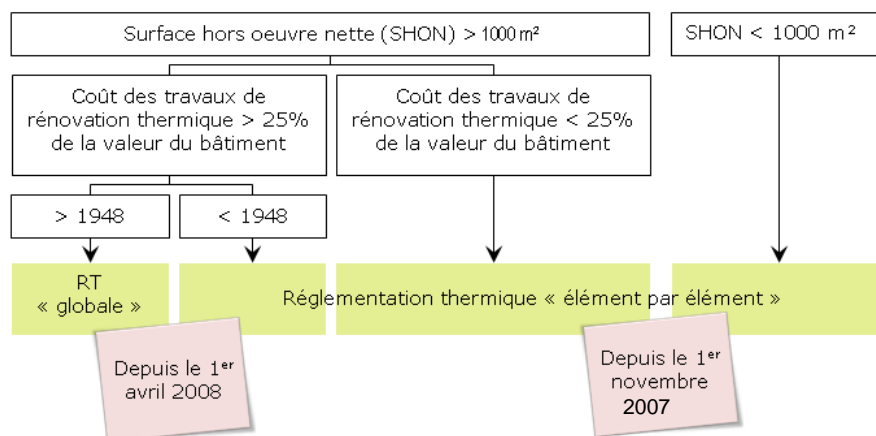 Surface hors oeuvre nette (SHON) > 1000 m²
SHON < 1000 m²
Coût des travaux de
rénovation thermique > 25%
de la valeur du bâtiment
Coût des travaux de
rénovation thermique < 25%
de la valeur du bâtiment
> 1948
< 1948
RT
« globale »
Réglementation thermique « élément par élément »
Depuis le 1er
avril 2008
Depuis le 1er
novembre
2007